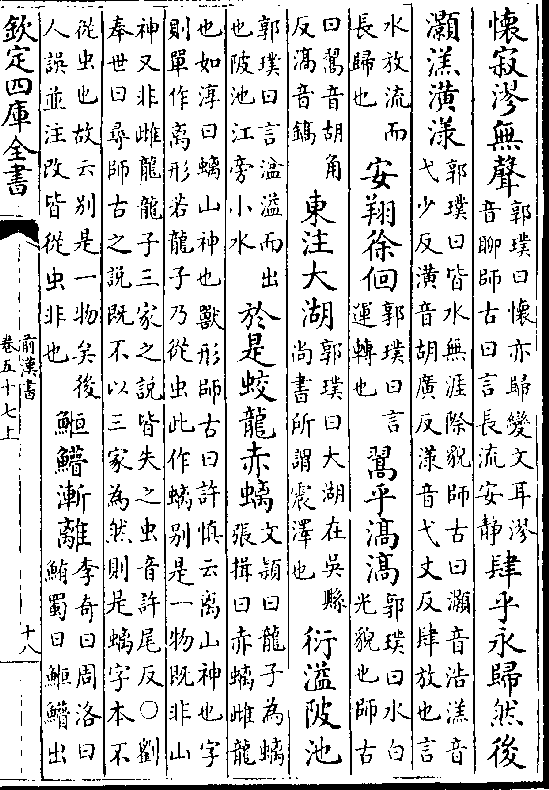 懷寂漻無聲郭璞曰懷亦歸變文耳漻音聊師古曰言長流安靜肆乎永歸然後
灝溔潢漾郭璞曰皆水無涯際貌師古曰灝音浩溔音弋少反潢音胡廣反漾音弋丈反肆放也言
水放流而長歸也安翔徐佪郭璞曰言運轉也翯乎滈滈郭璞曰水白光貌也師古
曰翯音胡角反滈音鎬東注大湖郭璞曰大湖在吳縣尚書所謂震澤也衍溢陂池
郭璞曰言湓溢而出也陂池江旁小水於是蛟龍赤螭文頴曰龍子為螭張揖曰赤螭雌龍
也如淳曰螭山神也獸形師古曰許慎云离山神也字則單作离形若龍子乃從虫此作螭别是一物既非山
神又非雌龍龍子三家之說皆失之虫音許尾反○劉奉世曰尋師古之說既不以三家為然則是螭字本不
從虫也故云别是一物矣後人誤並注改皆從虫非也䱭䲛漸離李奇曰周洛曰鮪蜀曰䱭䲛出
欽定四庫全書
前漢書
卷五十七上
十八